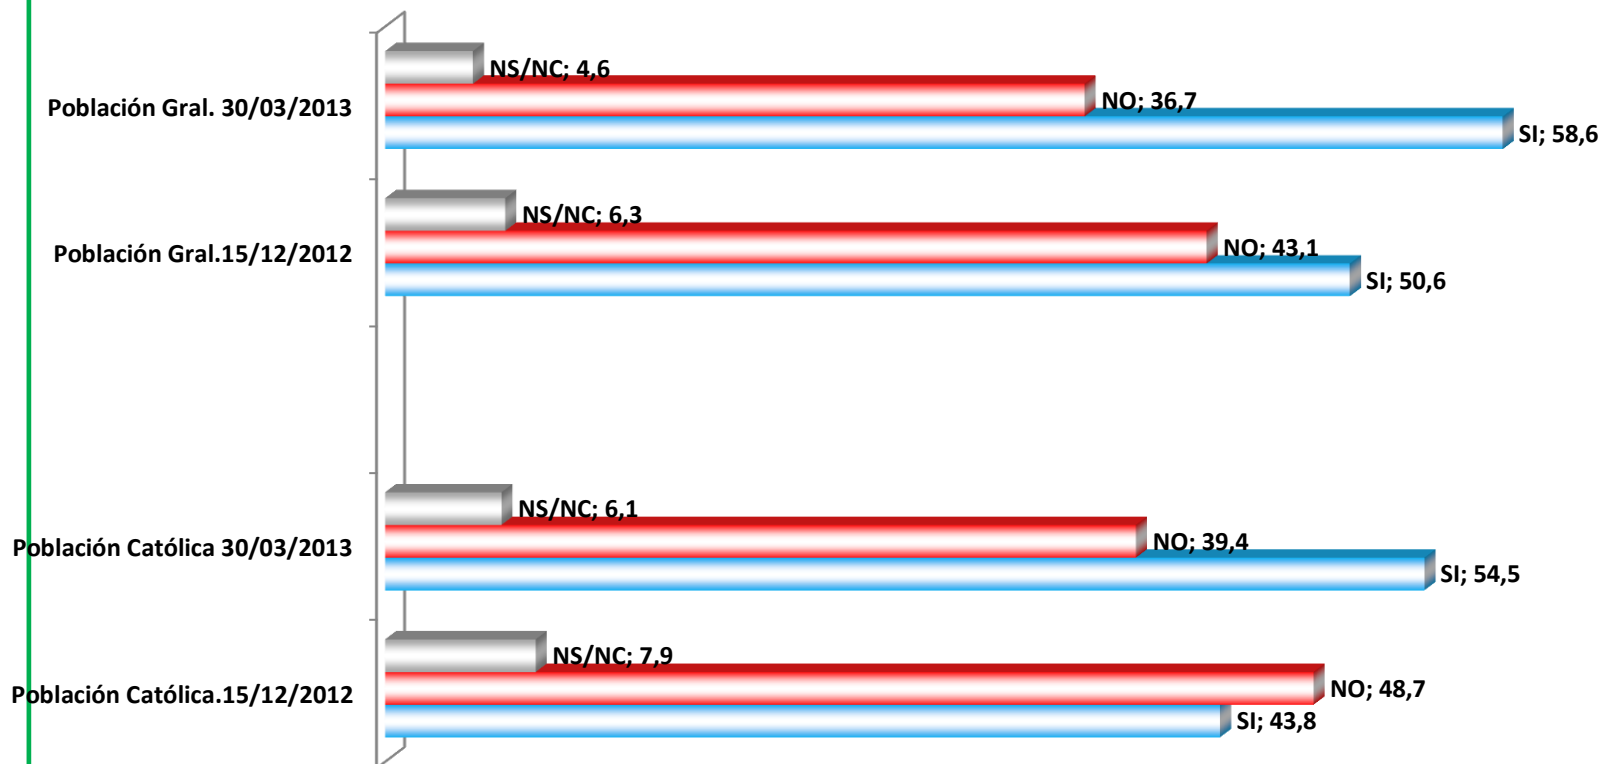 NS/NC; 4,6
Población Gral. 30/03/2013
NO; 36,7
SI; 58,6
NS/NC; 6,3
Población Gral.15/12/2012
NO; 43,1
SI; 50,6
NS/NC; 6,1
Población Católica 30/03/2013
NO; 39,4
SI; 54,5
NS/NC; 7,9
Población Católica.15/12/2012
NO; 48,7
SI; 43,8